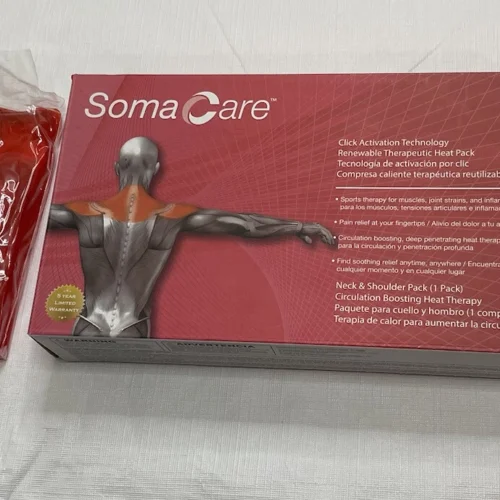 SomaCare™
Click Activation Technology
Renewable Therapeutic Heat Pack
Tecnología de activación por clic
Compresa caliente terapéutica reutilizab
• Sports therapy for muscles, joint strains, and inflam
para los músculos, tensiones articulares e inflama
• Pain relief at your fingertips / Alivio del dolor a tu a
• Circulation boosting, deep penetrating heat therap
para la circulación y penetración profunda
• Find soothing relief anytime, anywhere / Encuentra
cualquier momento y en cualquier lugar
Neck & Shoulder Pack (1 Pack)
Circulation Boosting Heat Therapy
Paquete para cuello y hombro (1 comp
Terapia de calor para aumentar la circu
5 YEAR
LIMITED
WARRANTY
WARNING
ADVERTENCIA